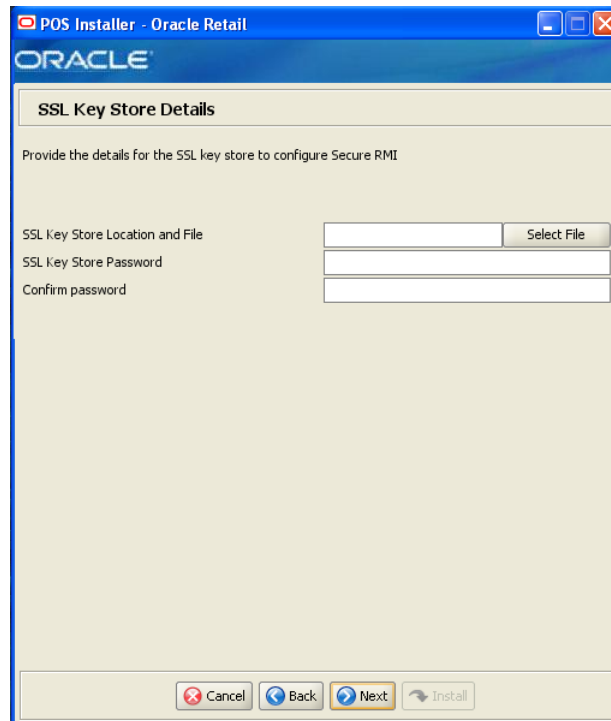 POS Installer - Oracle Retail
ORACLE
SSL Key Store Details
Provide the details for the SSL key store to configure Secure RMI
SSL Key Store Location and File
Select File
SSL Key Store Password
Confirm password
Cancel
Back
Next
Install